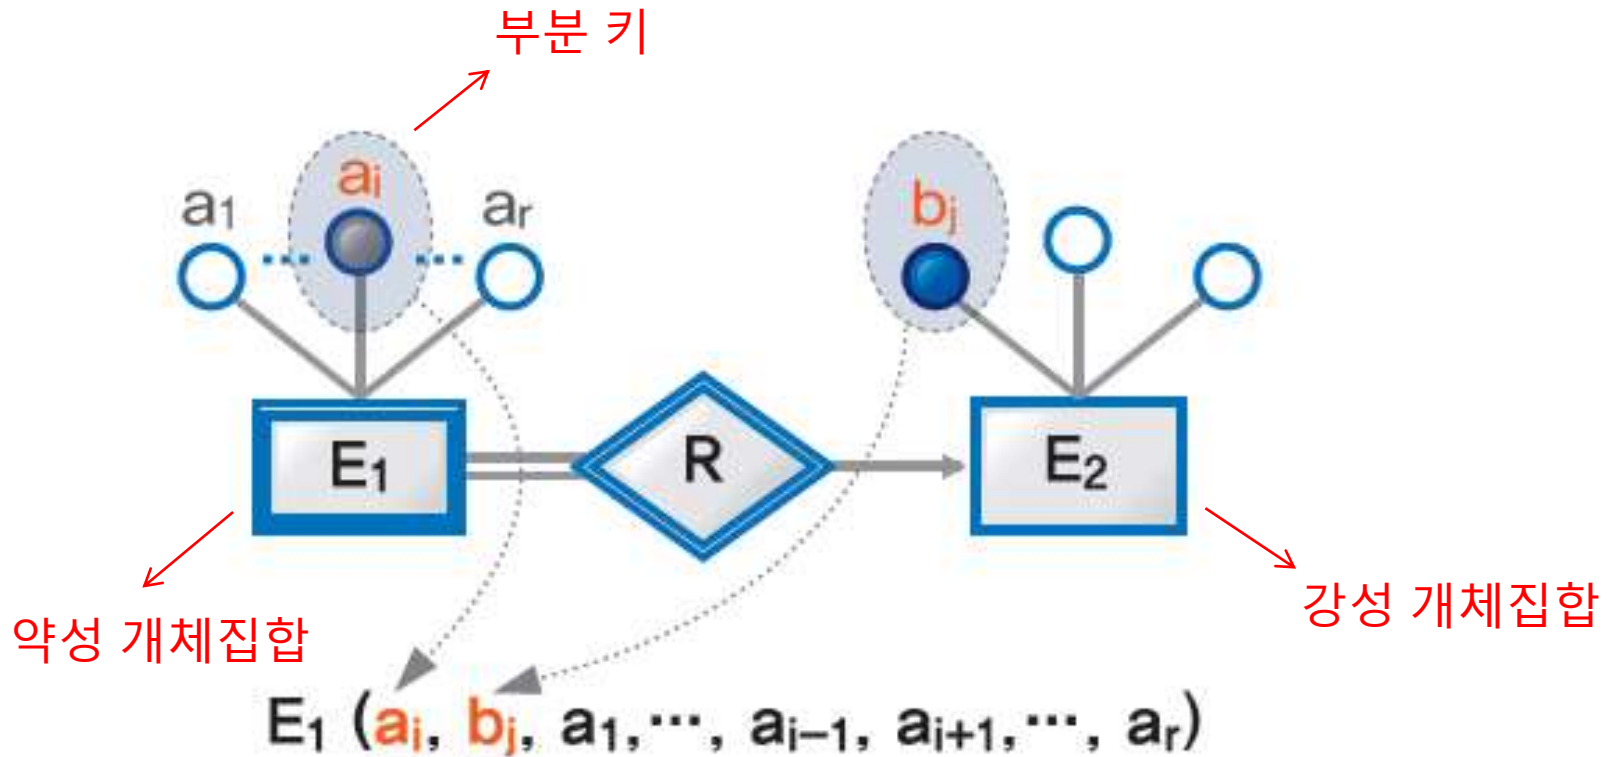 부분 키
a₁
aᵢ
aᵣ
bⱼ
E₁
R
E₂
약성 개체집합
강성 개체집합
E₁ (aᵢ, bⱼ, a₁,⋯, aᵢ₋₁, aᵢ₊₁,⋯, aᵣ)